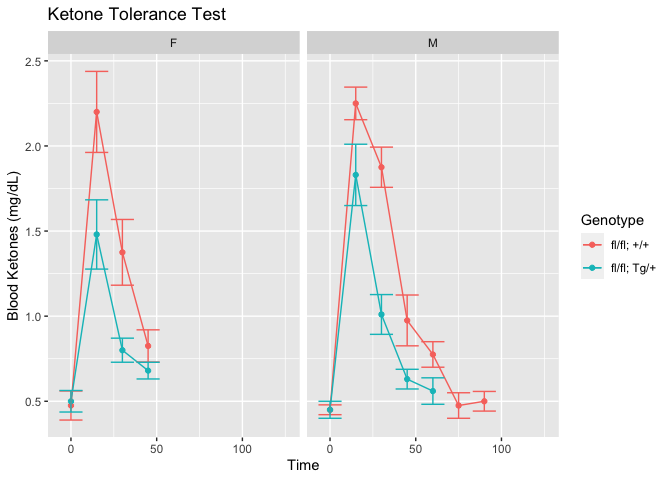 Ketone Tolerance Test
F
M
2.5
2.0
1.5
1.0
0.5
Blood Ketones (mg/dL)
0
50
100
0
50
100
Time
Genotype
fl/fl; +/+
fl/fl; Tg/+